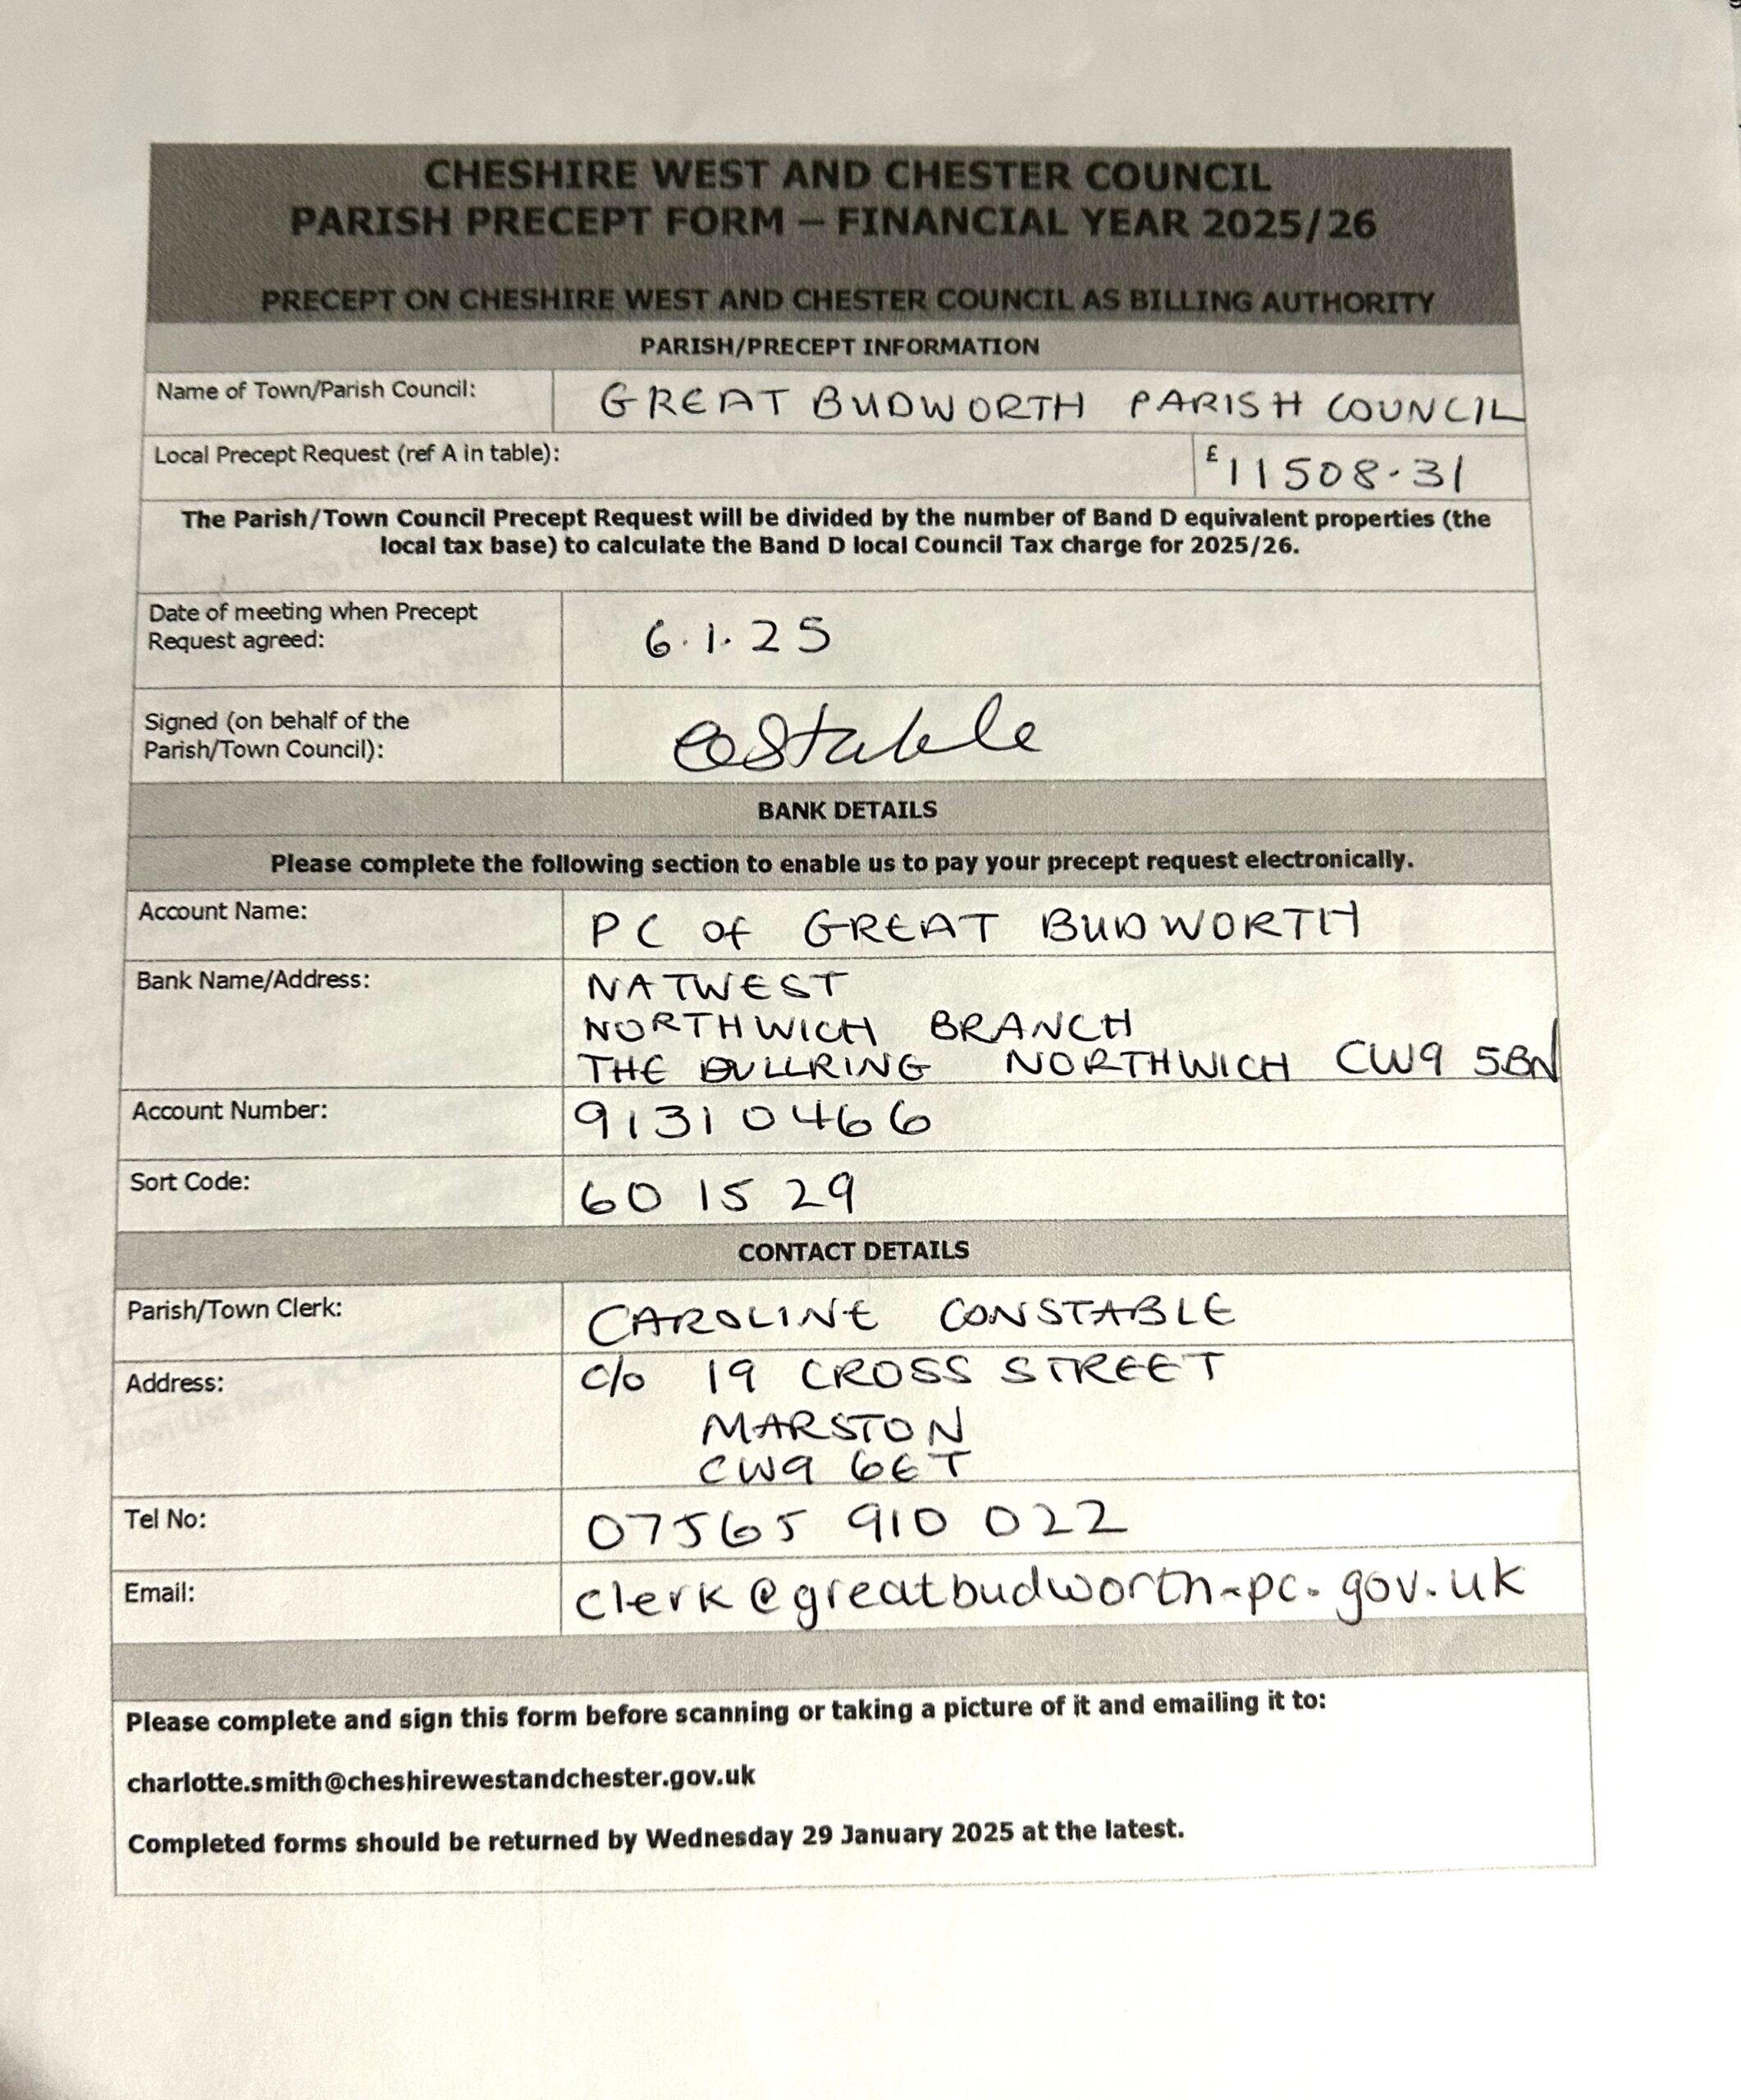 CHESHIRE WEST AND CHESTER COUNCIL
PARISH PRECEPT FORM – FINANCIAL YEAR 2025/26
PRECEPT ON CHESHIRE WEST AND CHESTER COUNCIL AS BILLING AUTHORITY
PARISH/PRECEPT INFORMATION
Name of Town/Parish Council: GREAT BUDWORTH PARISH COUNCIL
Local Precept Request (ref A in table): £11508.31
The Parish/Town Council Precept Request will be divided by the number of Band D equivalent properties (the
local tax base) to calculate the Band D local Council Tax charge for 2025/26.
Date of meeting when Precept
Request agreed: 6.1.25
Signed (on behalf of the
Parish/Town Council):
BANK DETAILS
Please complete the following section to enable us to pay your precept request electronically.
Account Name: PC of GREAT BUDWORTH
Bank Name/Address: NATWEST
NORTHWICH BRANCH
THE BULLRING NORTHWICH CW9 5BN
Account Number: 91310466
Sort Code: 60 15 29
CONTACT DETAILS
Parish/Town Clerk: CAROLINE CONSTABLE
Address: c/o 19 CROSS STREET
MARSTON
CW9 6ET
Tel No: 07565 910 022
Email: clerk@greatbudworth-pc.gov.uk
Please complete and sign this form before scanning or taking a picture of it and emailing it to:
charlotte.smith@cheshirewestandchester.gov.uk
Completed forms should be returned by Wednesday 29 January 2025 at the latest.